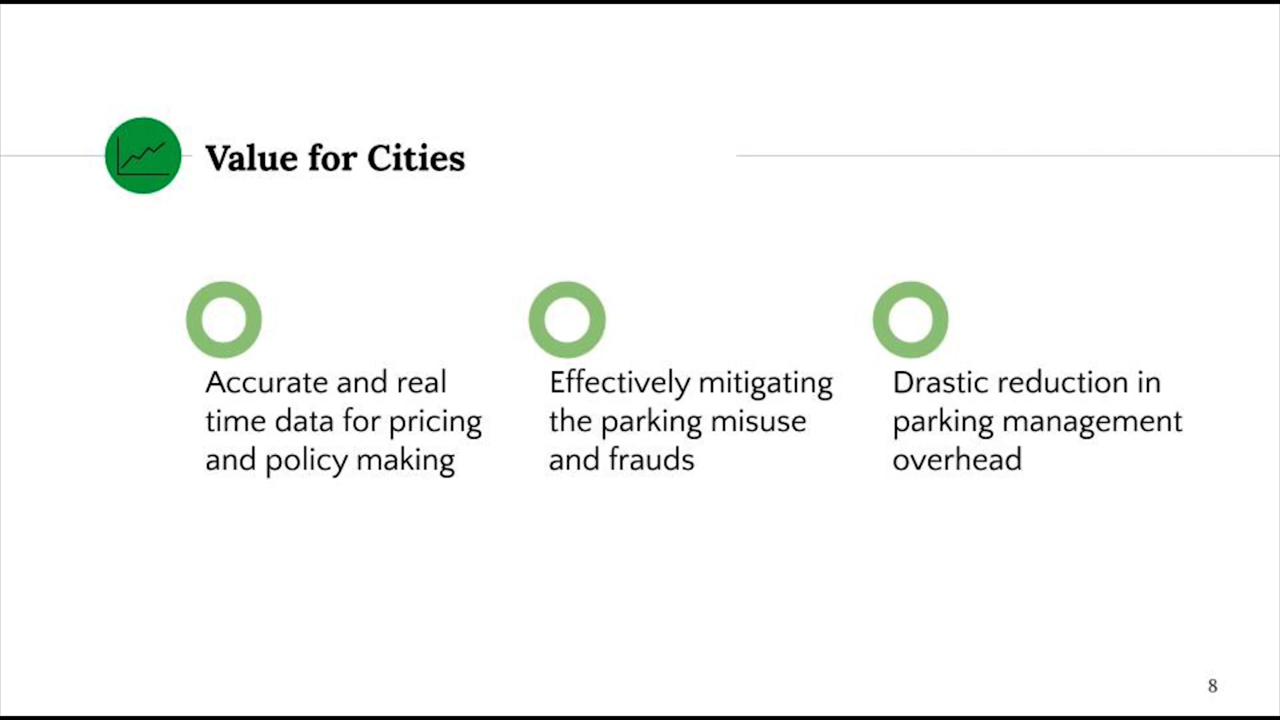 Value for Cities
Accurate and real
time data for pricing
and policy making
Effectively mitigating
the parking misuse
and frauds
Drastic reduction in
parking management
overhead
8